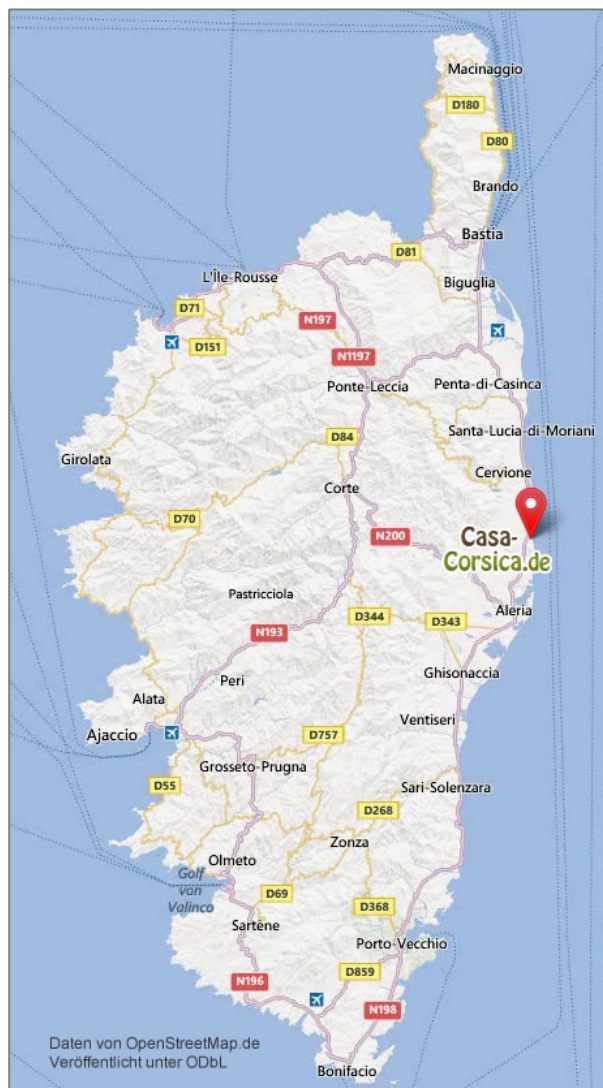 Macinaggio
D180
D80
Brando
Bastia
D81
L'Île-Rousse
Biguglia
D71
N197
D151
N1197
Ponte-Leccia
Penta-di-Casinca
Santa-Lucia-di-Moriani
D84
Girolata
Cervione
Corte
D70
N200
Casa-
Corsica.de
Pastricciola
Aleria
D344
D343
N193
Ghisonaccia
Peri
Alata
Ventiseri
Ajaccio
D757
Grosseto-Prugna
D55
Sari-Solenzara
D268
Zonza
Olmeto
Golf
von
Valinco
D69
D368
Sartène
Porto-Vecchio
D859
N196
N198
Daten von OpenStreetMap.de
Veröffentlicht unter ODbL
Bonifacio